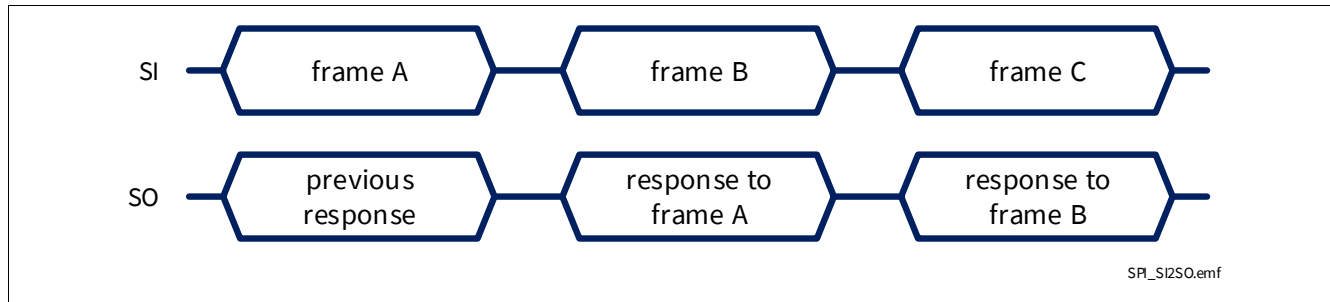 SI
frame A
frame B
frame C
SO
previous
response
response to
frame A
response to
frame B
SPI_SI2SO.emf